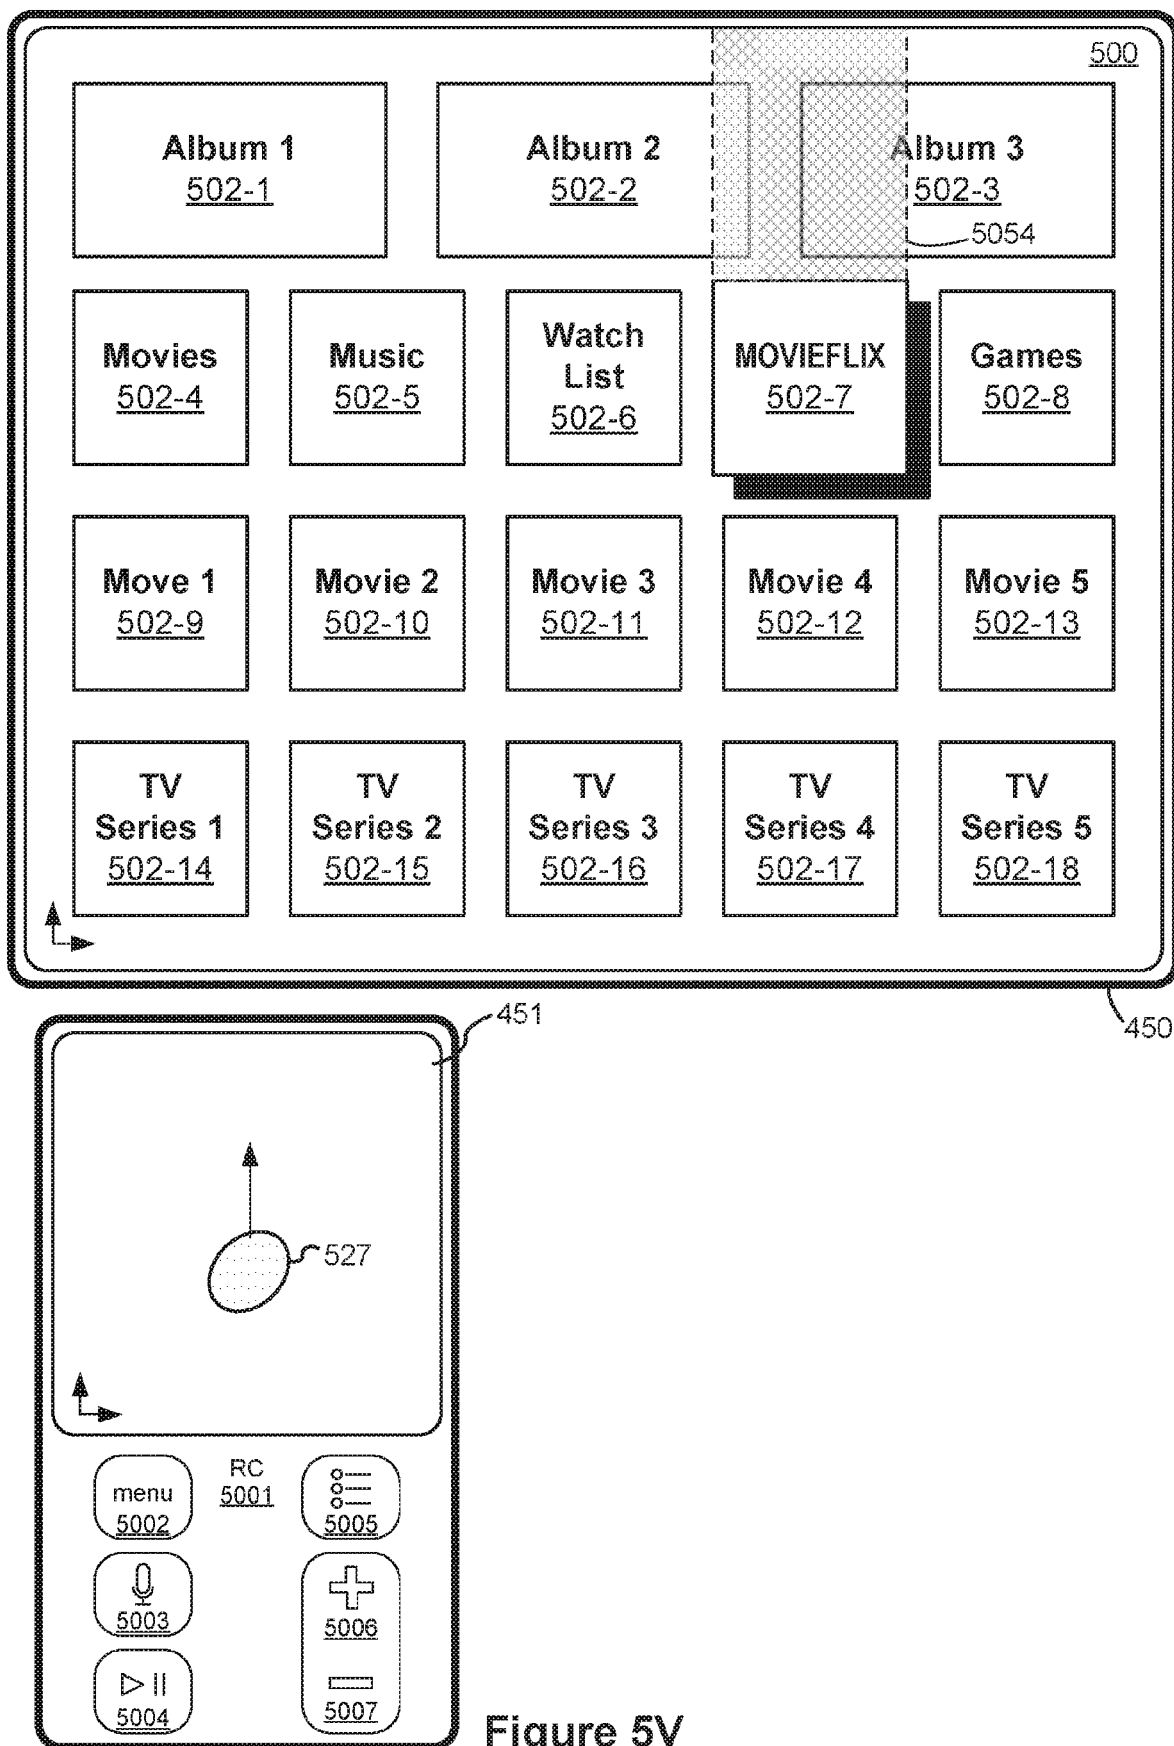 500
Album 1
502-1
Album 2
502-2
Album 3
502-3
5054
Movies
502-4
Music
502-5
Watch
List
502-6
MOVIEFLIX
502-7
Games
502-8
Move 1
502-9
Movie 2
502-10
Movie 3
502-11
Movie 4
502-12
Movie 5
502-13
TV
Series 1
502-14
TV
Series 2
502-15
TV
Series 3
502-16
TV
Series 4
502-17
TV
Series 5
502-18
450
451
527
menu
5002
RC
5001
5005
5003
5006
5004
5007
Figure 5V